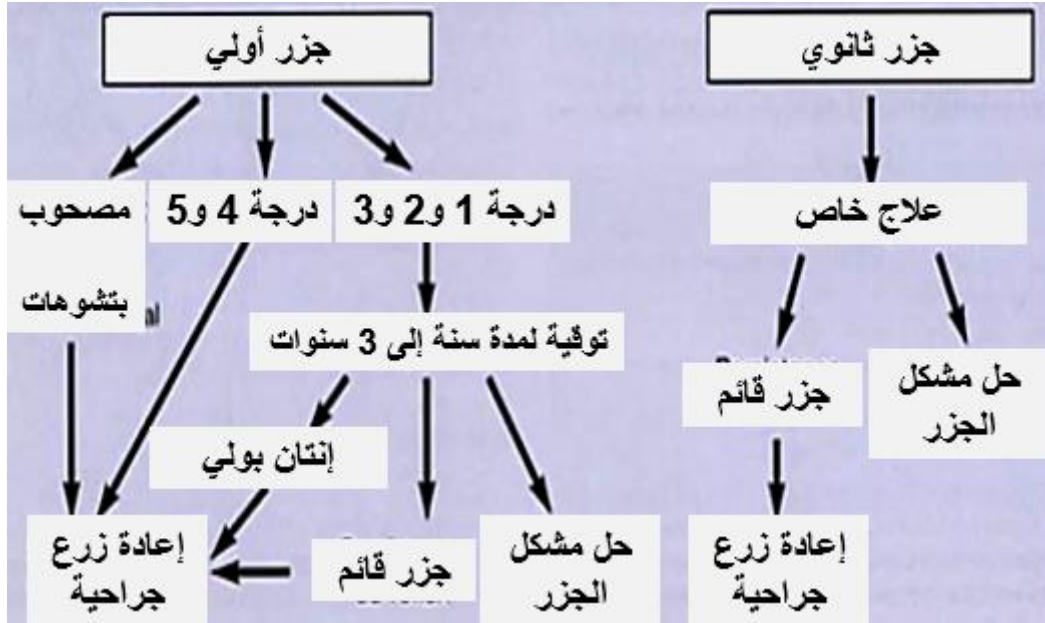 جزر أولي
جزر ثانوي
مصحوب
بتشوهات
درجة 4 و5
درجة 1 و2 و3
علاج خاص
توقية لمدة سنة إلى 3 سنوات
إنتان بولي
جزر قائم
حل مشكل
الجزر
إعادة زرع
جراحية
جزر قائم
حل مشكل
الجزر
إعادة زرع
جراحية